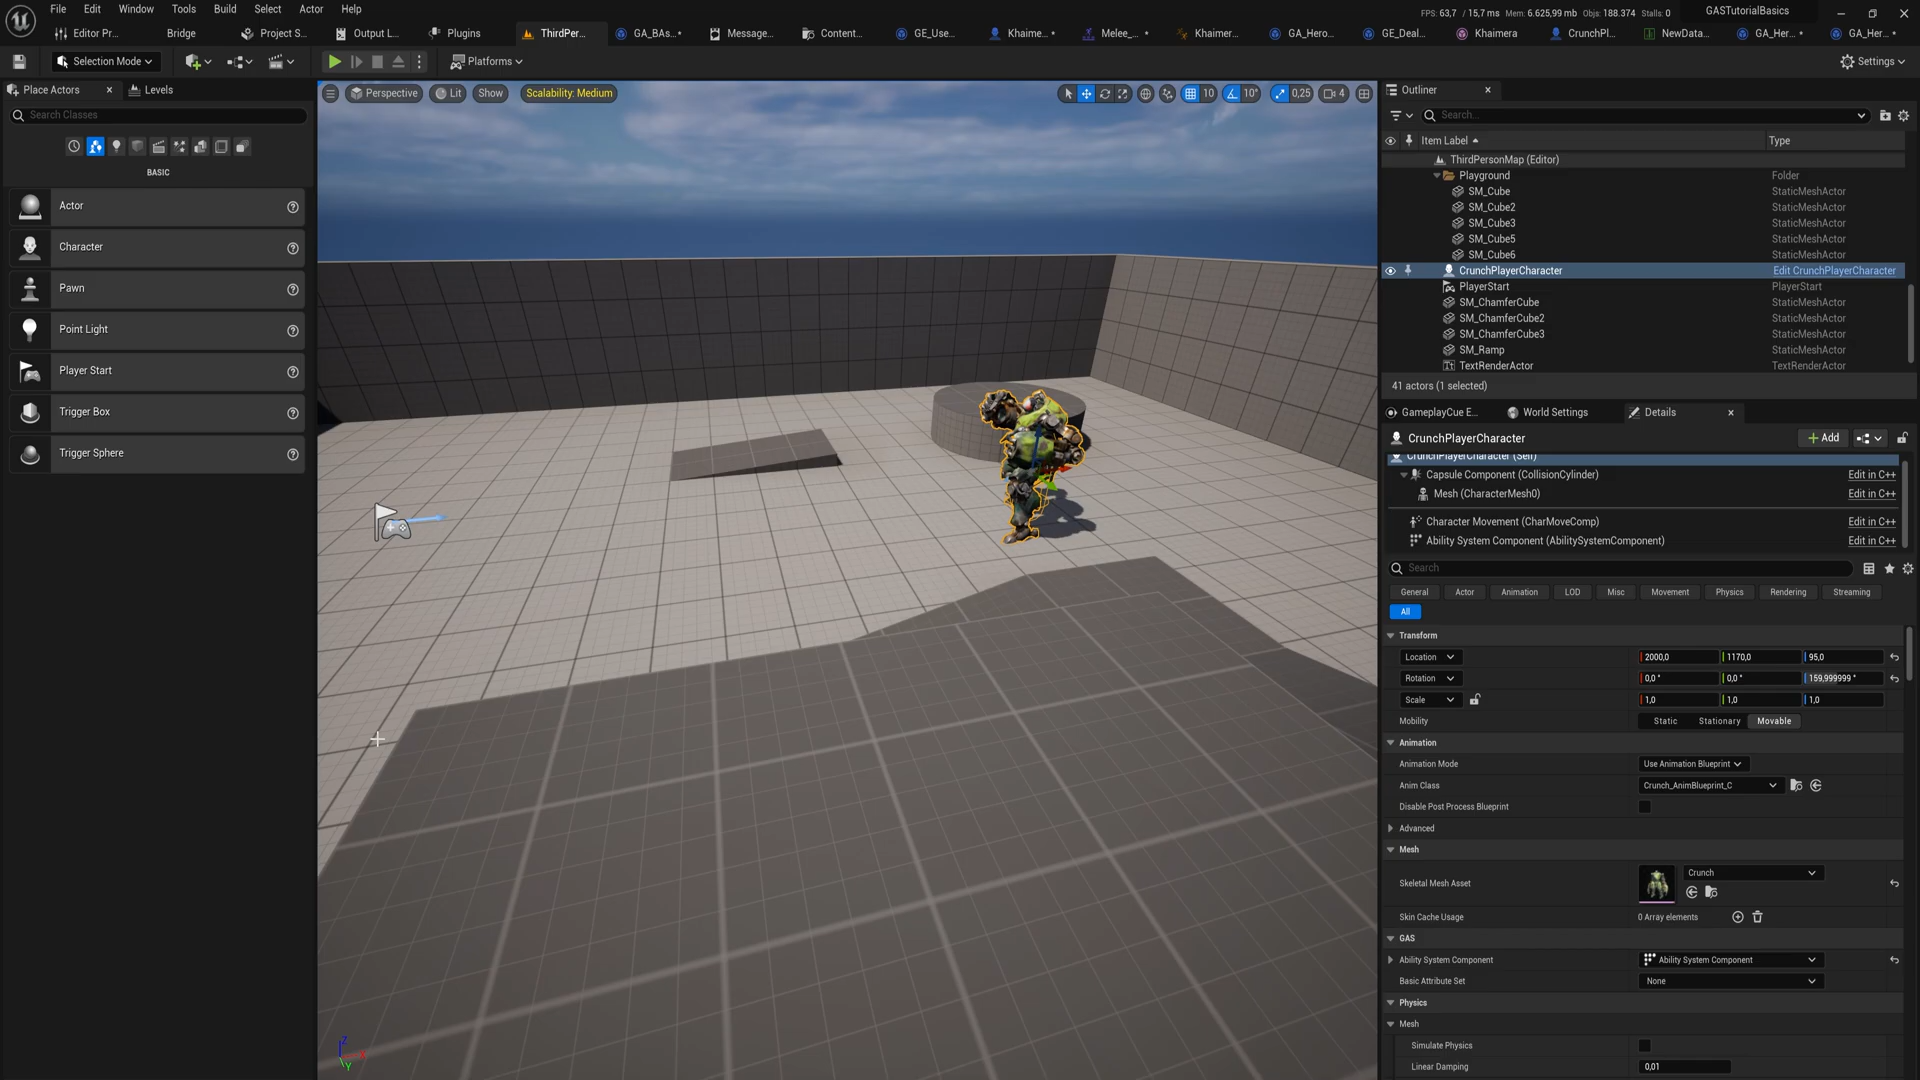 File Edit Window Tools Build Select Actor Help
FPS: 63,7 / 15,7 ms Mem: 6.625,99 mb Objs: 188.374 Stalls: 0 GASTutorialBasics
Editor Pr... Bridge Project S... Output L... Plugins ThirdPer... GA_BAs...* Message... Content... GE_Use... Khaime...* Melee_...* Khaimer... GA_Hero... GE_Deal... Khaimera CrunchPl... NewData... GA_Her...* GA_Her...*
Selection Mode Platforms Settings
Place Actors Levels
Search Classes
BASIC
Actor
Character
Pawn
Point Light
Player Start
Trigger Box
Trigger Sphere
Perspective Lit Show Scalability: Medium 10 10° 0,25 4
Outliner
Search...
Item Label Type
ThirdPersonMap (Editor)
Playground Folder
SM_Cube StaticMeshActor
SM_Cube2 StaticMeshActor
SM_Cube3 StaticMeshActor
SM_Cube5 StaticMeshActor
SM_Cube6 StaticMeshActor
CrunchPlayerCharacter Edit CrunchPlayerCharacter
PlayerStart PlayerStart
SM_ChamferCube StaticMeshActor
SM_ChamferCube2 StaticMeshActor
SM_ChamferCube3 StaticMeshActor
SM_Ramp StaticMeshActor
TextRenderActor TextRenderActor
41 actors (1 selected)
GameplayCue E... World Settings Details
CrunchPlayerCharacter Add
CrunchPlayerCharacter (Self)
Capsule Component (CollisionCylinder) Edit in C++
Mesh (CharacterMesh0) Edit in C++
Character Movement (CharMoveComp) Edit in C++
Ability System Component (AbilitySystemComponent) Edit in C++
Search
General Actor Animation LOD Misc Movement Physics Rendering Streaming
All
Transform
Location 2000,0 1170,0 95,0
Rotation 0,0° 0,0° 159,999999°
Scale 1,0 1,0 1,0
Mobility Static Stationary Movable
Animation
Animation Mode Use Animation Blueprint
Anim Class Crunch_AnimBlueprint_C
Disable Post Process Blueprint
Advanced
Mesh
Skeletal Mesh Asset Crunch
Skin Cache Usage 0 Array elements
GAS
Ability System Component Ability System Component
Basic Attribute Set None
Physics
Mesh
Simulate Physics
Linear Damping 0,01
Z
X
Y